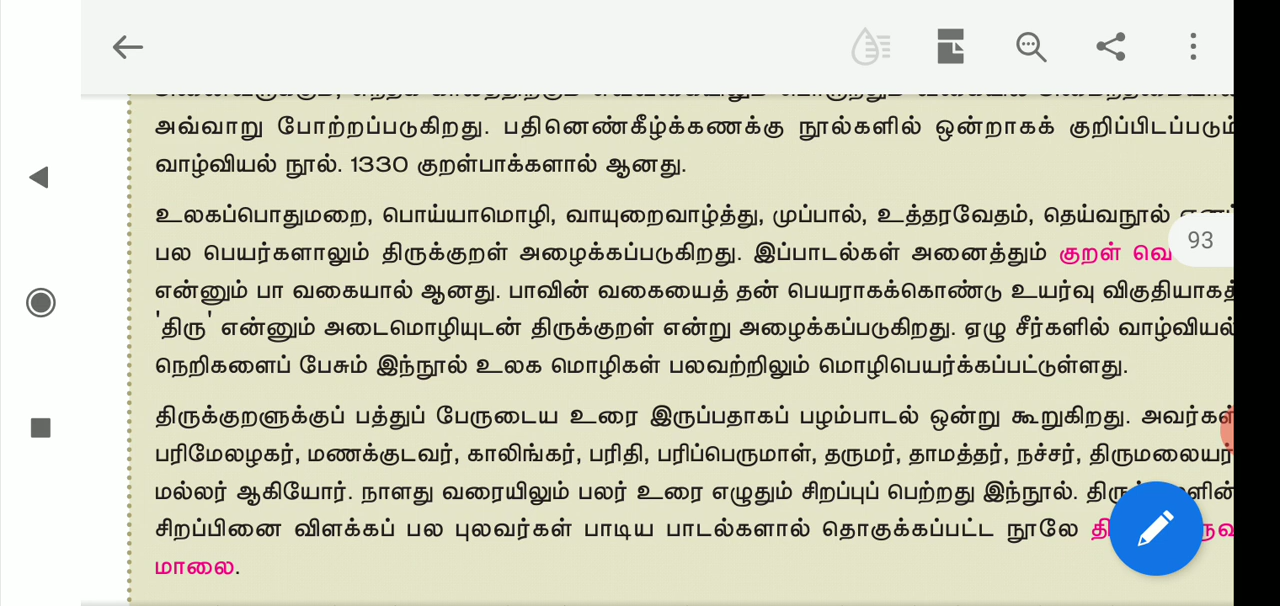 அவ்வாறு போற்றப்படுகிறது. பதினெண்கீழ்க்கணக்கு நூல்களில் ஒன்றாகக் குறிப்பிடப்படும்
வாழ்வியல் நூல். 1330 குறள்பாக்களால் ஆனது.
உலகப்பொதுமறை, பொய்யாமொழி, வாயுறைவாழ்த்து, முப்பால், உத்தரவேதம், தெய்வநூல்
93
பல பெயர்களாலும் திருக்குறள் அழைக்கப்படுகிறது. இப்பாடல்கள் அனைத்தும் குறள்
என்னும் பா வகையால் ஆனது. பாவின் வகையைத் தன் பெயராகக்கொண்டு உயர்வு விகுதியாகத்
'திரு' என்னும் அடைமொழியுடன் திருக்குறள் என்று அழைக்கப்படுகிறது. ஏழு சீர்களில் வாழ்வியல்
நெறிகளைப் பேசும் இந்நூல் உலக மொழிகள் பலவற்றிலும் மொழிபெயர்க்கப்பட்டுள்ளது.
திருக்குறளுக்குப் பத்துப் பேருடைய உரை இருப்பதாகப் பழம்பாடல் ஒன்று கூறுகிறது. அவர்கள்
பரிமேலழகர், மணக்குடவர், காலிங்கர், பரிதி, பரிப்பெருமாள், தருமர், தாமத்தர், நச்சர், திருமலையர்
மல்லர் ஆகியோர். நாளது வரையிலும் பலர் உரை எழுதும் சிறப்புப் பெற்றது இந்நூல்.
சிறப்பினை விளக்கப் பல புலவர்கள் பாடிய பாடல்களால் தொகுக்கப்பட்ட நூலே
மாலை.